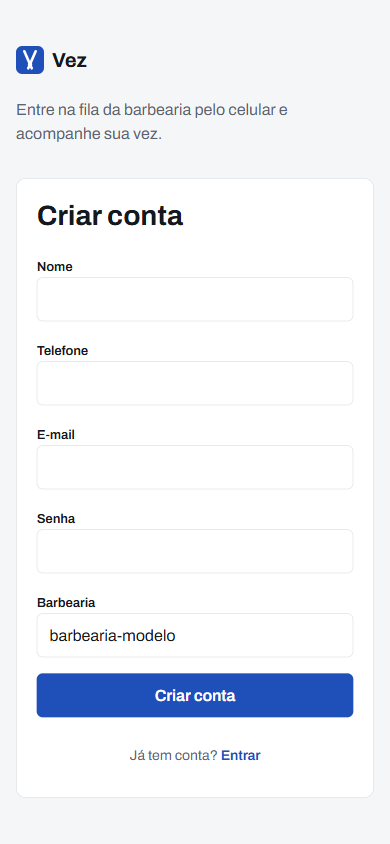 Vez
Entre na fila da barbearia pelo celular e
acompanhe sua vez.
Criar conta
Nome
Telefone
E-mail
Senha
Barbearia
barbearia-modelo
Criar conta
Já tem conta? Entrar